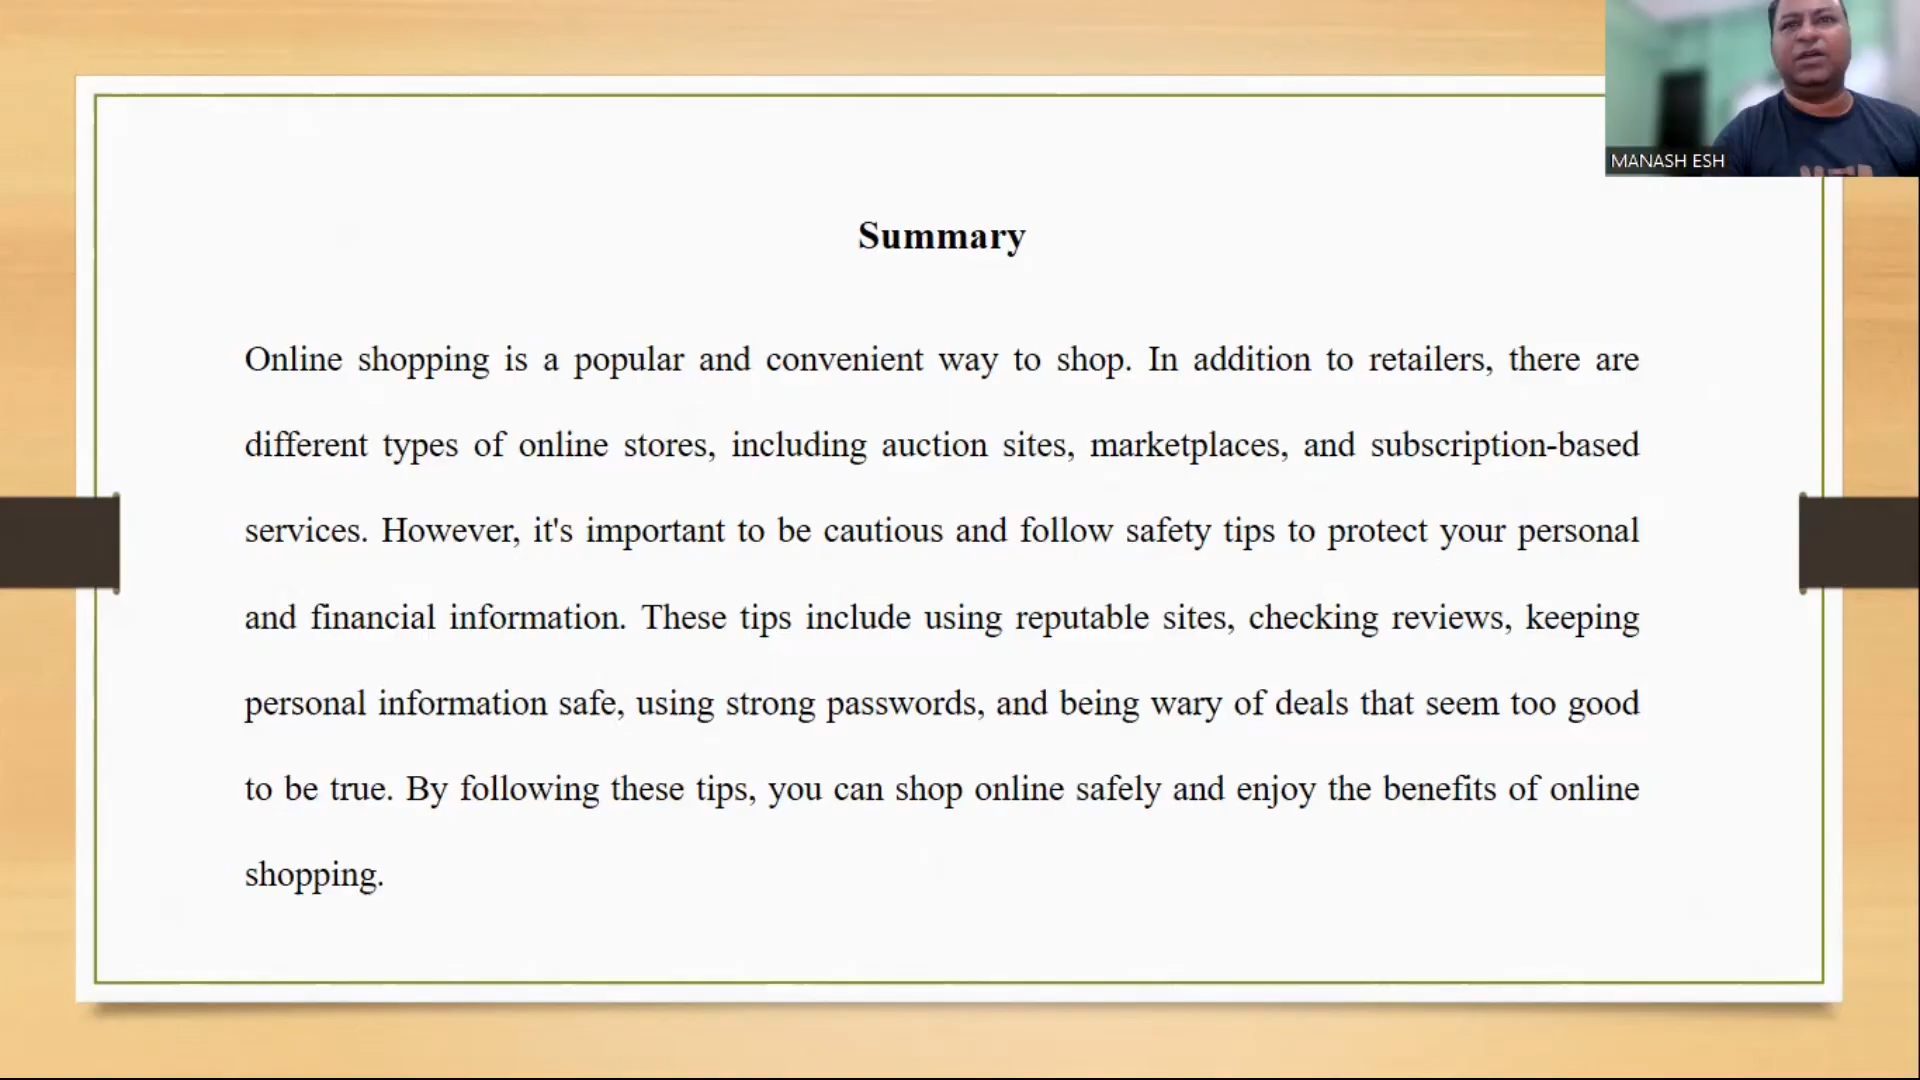 MANASH ESH
Summary
Online shopping is a popular and convenient way to shop. In addition to retailers, there are
different types of online stores, including auction sites, marketplaces, and subscription-based
services. However, it's important to be cautious and follow safety tips to protect your personal
and financial information. These tips include using reputable sites, checking reviews, keeping
personal information safe, using strong passwords, and being wary of deals that seem too good
to be true. By following these tips, you can shop online safely and enjoy the benefits of online
shopping.